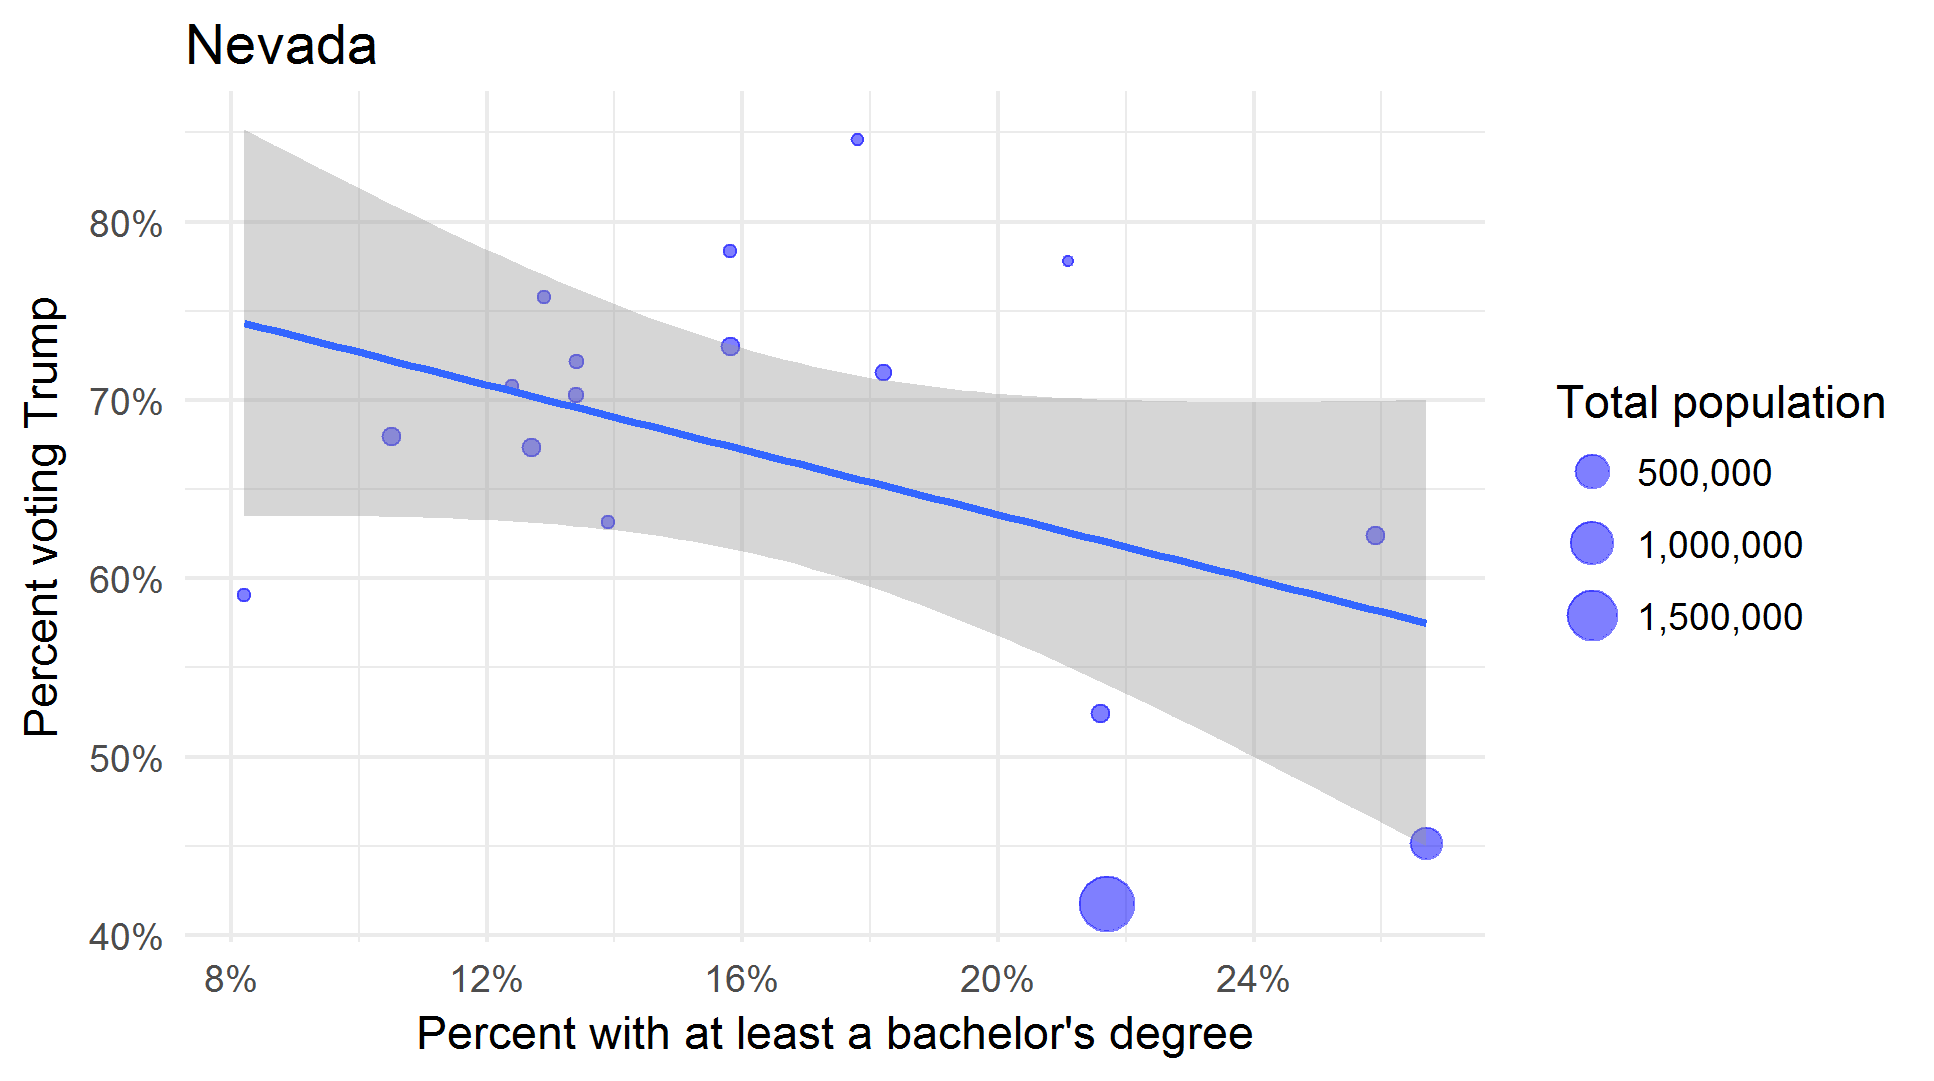 Nevada
Percent voting Trump
80%
70%
60%
50%
40%
8% 12% 16% 20% 24%
Percent with at least a bachelor's degree
Total population
500,000
1,000,000
1,500,000